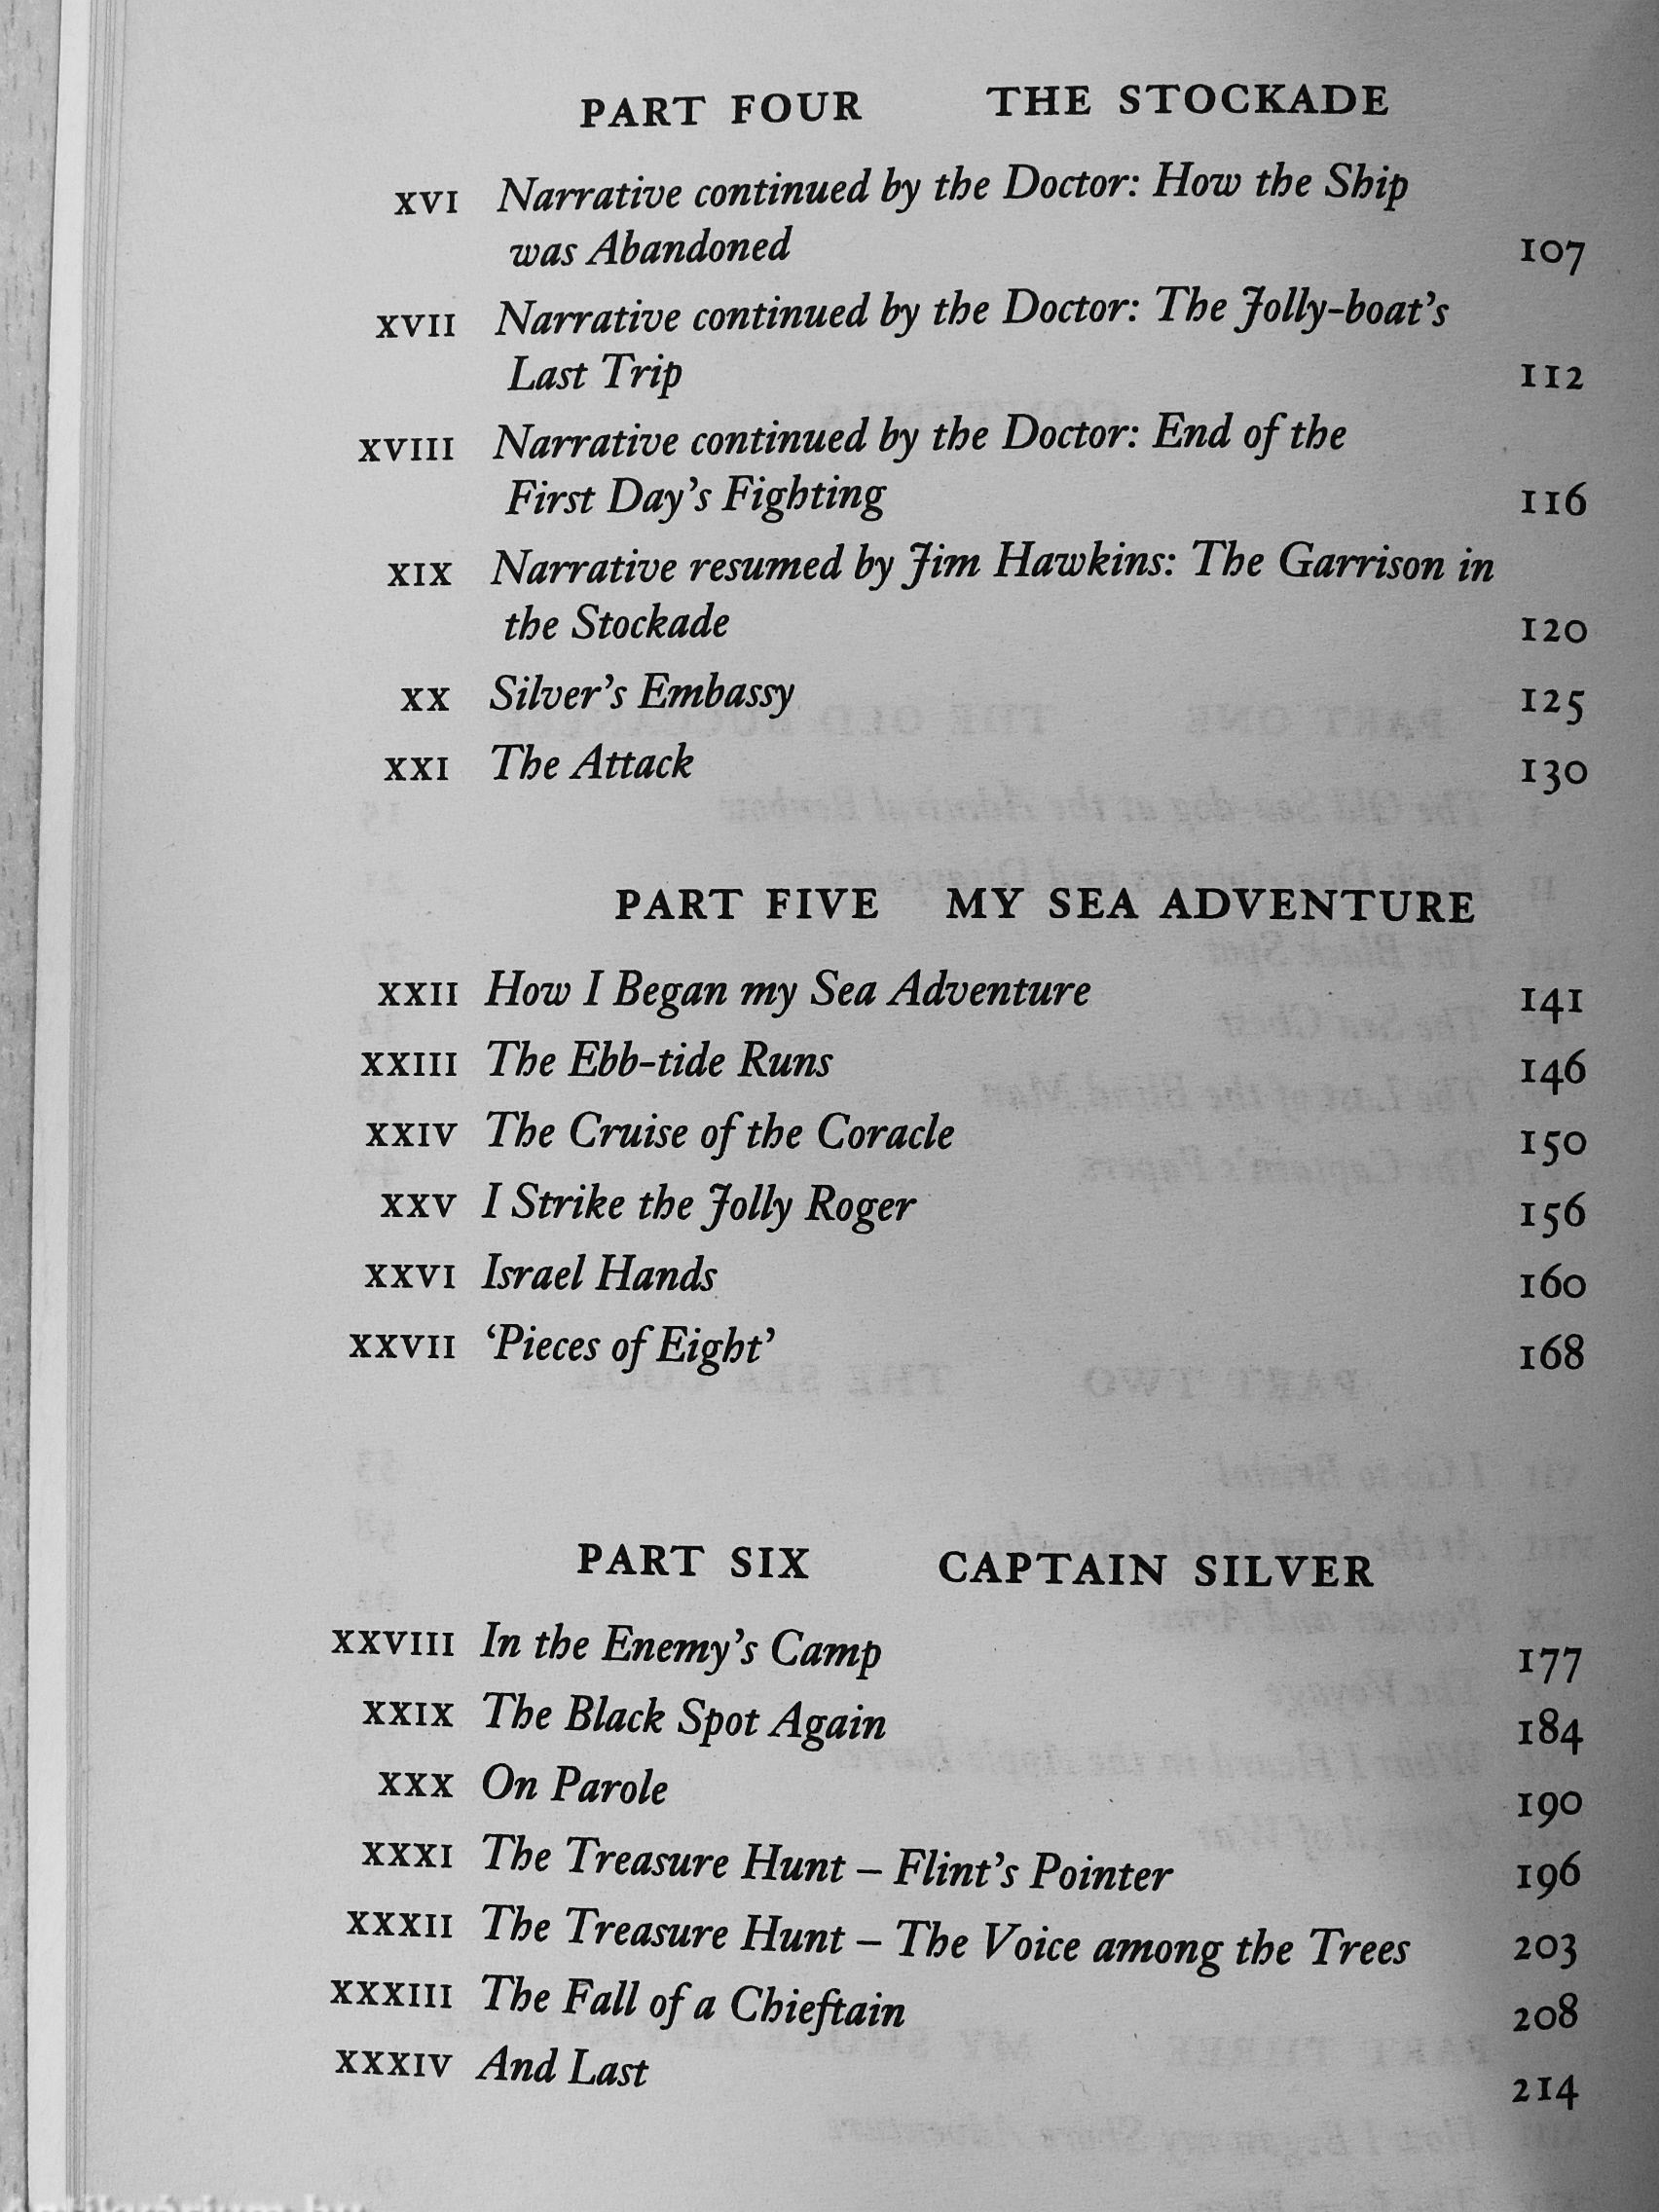 PART FOUR THE STOCKADE
XVI Narrative continued by the Doctor: How the Ship
was Abandoned 107
XVII Narrative continued by the Doctor: The Jolly-boat’s
Last Trip 112
XVIII Narrative continued by the Doctor: End of the
First Day’s Fighting 116
XIX Narrative resumed by Jim Hawkins: The Garrison in
the Stockade 120
XX Silver’s Embassy 125
XXI The Attack 130
PART FIVE MY SEA ADVENTURE
XXII How I Began my Sea Adventure 141
XXIII The Ebb-tide Runs 146
XXIV The Cruise of the Coracle 150
XXV I Strike the Jolly Roger 156
XXVI Israel Hands 160
XXVII ‘Pieces of Eight’ 168
PART SIX CAPTAIN SILVER
XXVIII In the Enemy’s Camp 177
XXIX The Black Spot Again 184
XXX On Parole 190
XXXI The Treasure Hunt – Flint’s Pointer 196
XXXII The Treasure Hunt – The Voice among the Trees 203
XXXIII The Fall of a Chieftain 208
XXXIV And Last 214